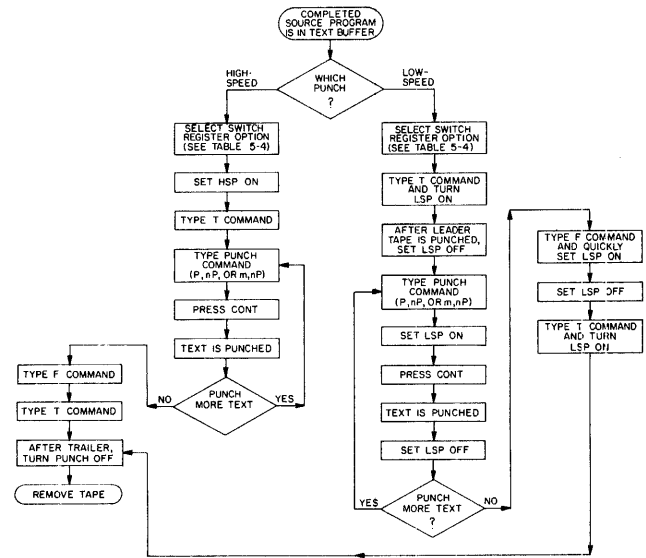 COMPLETED
SOURCE PROGRAM
IS IN TEXT BUFFER
WHICH
PUNCH
?
HIGH-
SPEED
LOW-
SPEED
SELECT SWITCH
REGISTER OPTION
(SEE TABLE 5-4)
SET HSP ON
TYPE T COMMAND
TYPE PUNCH
COMMAND
(P, nP, OR m,nP)
PRESS CONT
TEXT IS PUNCHED
PUNCH
MORE TEXT
NO
YES
TYPE F COMMAND
TYPE T COMMAND
AFTER TRAILER,
TURN PUNCH OFF
REMOVE TAPE
SELECT SWITCH
REGISTER OPTION
(SEE TABLE 5-4)
TYPE T COMMAND
AND TURN
LSP ON
AFTER LEADER
TAPE IS PUNCHED,
SET LSP OFF
TYPE PUNCH
COMMAND
(P, nP, OR m,nP)
SET LSP ON
PRESS CONT
TEXT IS PUNCHED
SET LSP OFF
PUNCH
MORE TEXT
?
YES
NO
TYPE F COMMAND
AND QUICKLY
SET LSP ON
SET LSP OFF
TYPE T COMMAND
AND TURN
LSP ON